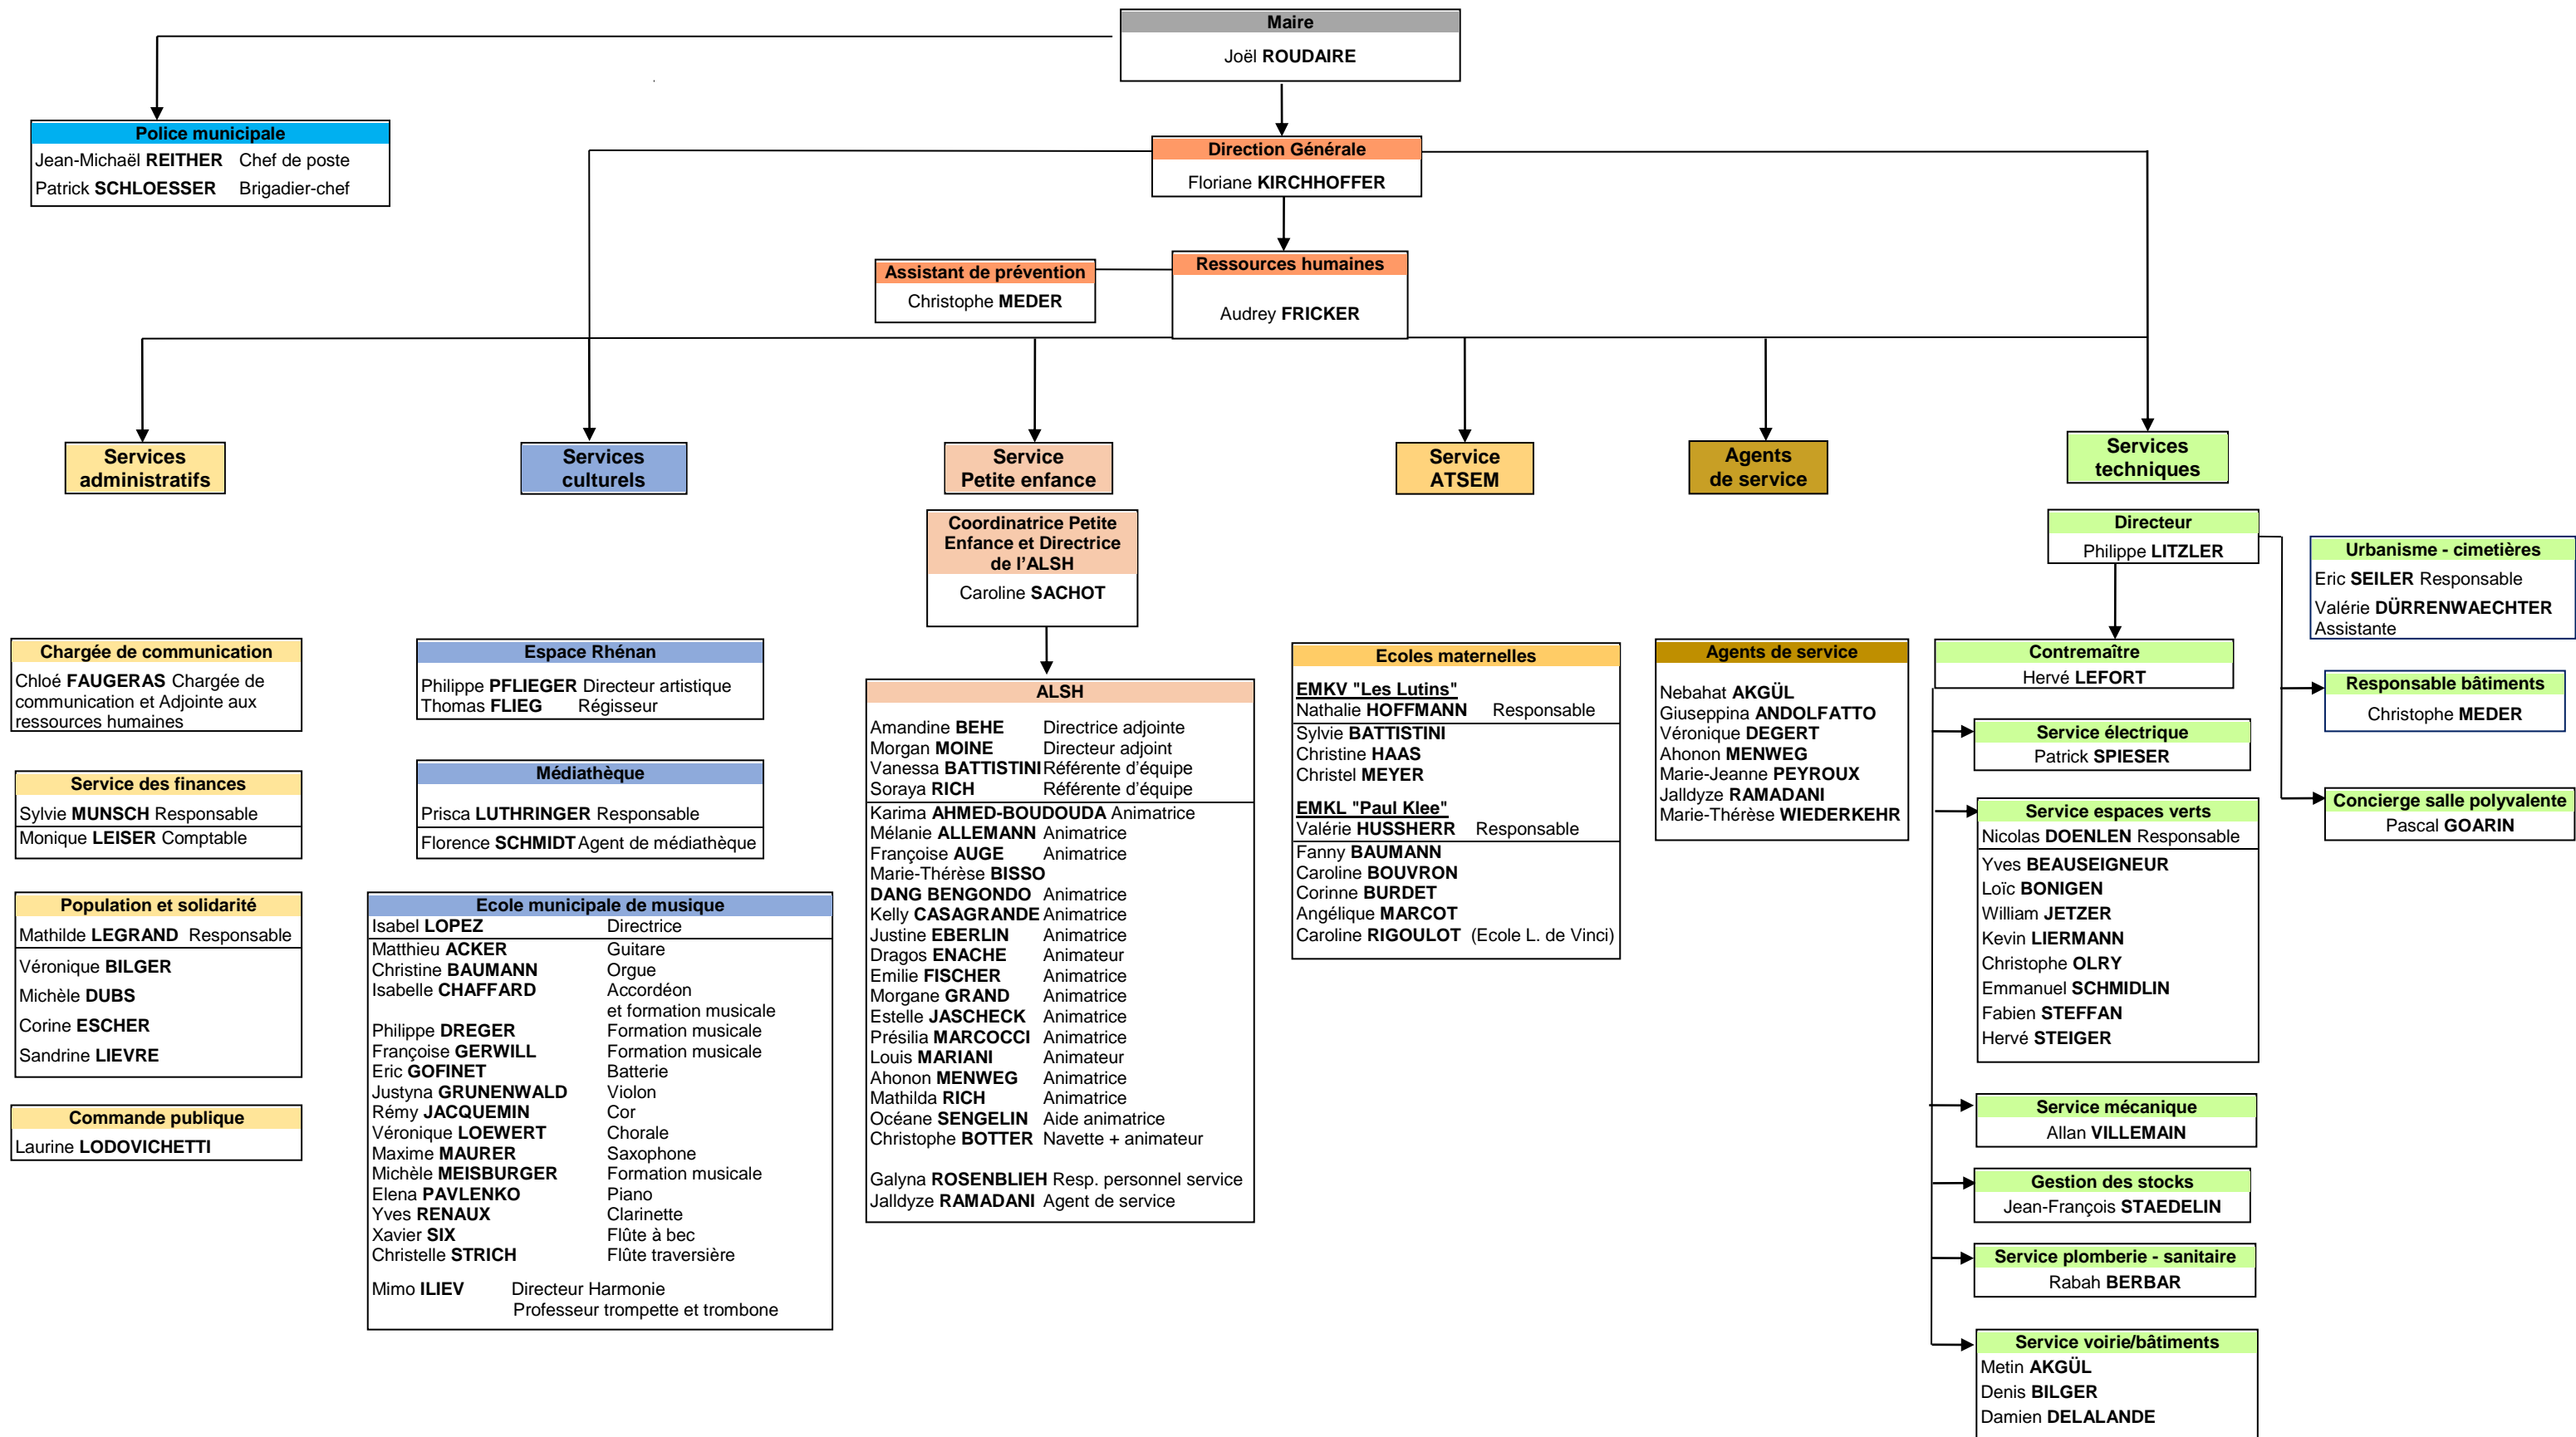 Maire
Joël ROUDAIRE
Police municipale
Jean-Michaël REITHER Chef de poste
Patrick SCHLOESSER Brigadier-chef
Direction Générale
Floriane KIRCHHOFFER
Assistant de prévention
Christophe MEDER
Ressources humaines
Audrey FRICKER
Services
administratifs
Services
culturels
Service
Petite enfance
Service
ATSEM
Agents
de service
Services
techniques
Chargée de communication
Chloé FAUGERAS Chargée de
communication et Adjointe aux
ressources humaines
Service des finances
Sylvie MUNSCH Responsable
Monique LEISER Comptable
Population et solidarité
Mathilde LEGRAND Responsable
Véronique BILGER
Michèle DUBS
Corine ESCHER
Sandrine LIEVRE
Commande publique
Laurine LODOVICHETTI
Espace Rhénan
Philippe PFLIEGER Directeur artistique
Thomas FLIEG Régisseur
Médiathèque
Prisca LUTHRINGER Responsable
Florence SCHMIDT Agent de médiathèque
Ecole municipale de musique
Isabel LOPEZ Directrice
Matthieu ACKER Guitare
Christine BAUMANN Orgue
Isabelle CHAFFARD Accordéon
et formation musicale
Philippe DREGER Formation musicale
Françoise GERWILL Formation musicale
Eric GOFINET Batterie
Justyna GRUNENWALD Violon
Rémy JACQUEMIN Cor
Véronique LOEWERT Chorale
Maxime MAURER Saxophone
Michèle MEISBURGER Formation musicale
Elena PAVLENKO Piano
Yves RENAUX Clarinette
Xavier SIX Flûte à bec
Christelle STRICH Flûte traversière
Mimo ILIEV Directeur Harmonie
Professeur trompette et trombone
Coordinatrice Petite
Enfance et Directrice
de l'ALSH
Caroline SACHOT
ALSH
Amandine BEHE Directrice adjointe
Morgan MOINE Directeur adjoint
Vanessa BATTISTINI Référente d'équipe
Soraya RICH Référente d'équipe
Karima AHMED-BOUDOUDA Animatrice
Mélanie ALLEMANN Animatrice
Françoise AUGE Animatrice
Marie-Thérèse BISSO
DANG BENGONDO Animatrice
Kelly CASAGRANDE Animatrice
Justine EBERLIN Animatrice
Dragos ENACHE Animateur
Emilie FISCHER Animatrice
Morgane GRAND Animatrice
Estelle JASCHECK Animatrice
Présilia MARCOCCI Animatrice
Louis MARIANI Animateur
Ahonon MENWEG Animatrice
Mathilda RICH Animatrice
Océane SENGELIN Aide animatrice
Christophe BOTTER Navette + animateur
Galyna ROSENBLIEH Resp. personnel service
Jalldyze RAMADANI Agent de service
Ecoles maternelles
EMKV "Les Lutins"
Nathalie HOFFMANN Responsable
Sylvie BATTISTINI
Christine HAAS
Christel MEYER
EMKL "Paul Klee"
Valérie HUSSHERR Responsable
Fanny BAUMANN
Caroline BOUVRON
Corinne BURDET
Angélique MARCOT
Caroline RIGOULOT (Ecole L. de Vinci)
Agents de service
Nebahat AKGÜL
Giuseppina ANDOLFATTO
Véronique DEGERT
Ahonon MENWEG
Marie-Jeanne PEYROUX
Jalldyze RAMADANI
Marie-Thérèse WIEDERKEHR
Directeur
Philippe LITZLER
Contremaître
Hervé LEFORT
Service électrique
Patrick SPIESER
Service espaces verts
Nicolas DOENLEN Responsable
Yves BEAUSEIGNEUR
Loïc BONIGEN
William JETZER
Kevin LIERMANN
Christophe OLRY
Emmanuel SCHMIDLIN
Fabien STEFFAN
Hervé STEIGER
Service mécanique
Allan VILLEMAIN
Gestion des stocks
Jean-François STAEDELIN
Service plomberie - sanitaire
Rabah BERBAR
Service voirie/bâtiments
Metin AKGÜL
Denis BILGER
Damien DELALANDE
Urbanisme - cimetières
Eric SEILER Responsable
Valérie DÜRRENWAECHTER
Assistante
Responsable bâtiments
Christophe MEDER
Concierge salle polyvalente
Pascal GOARIN